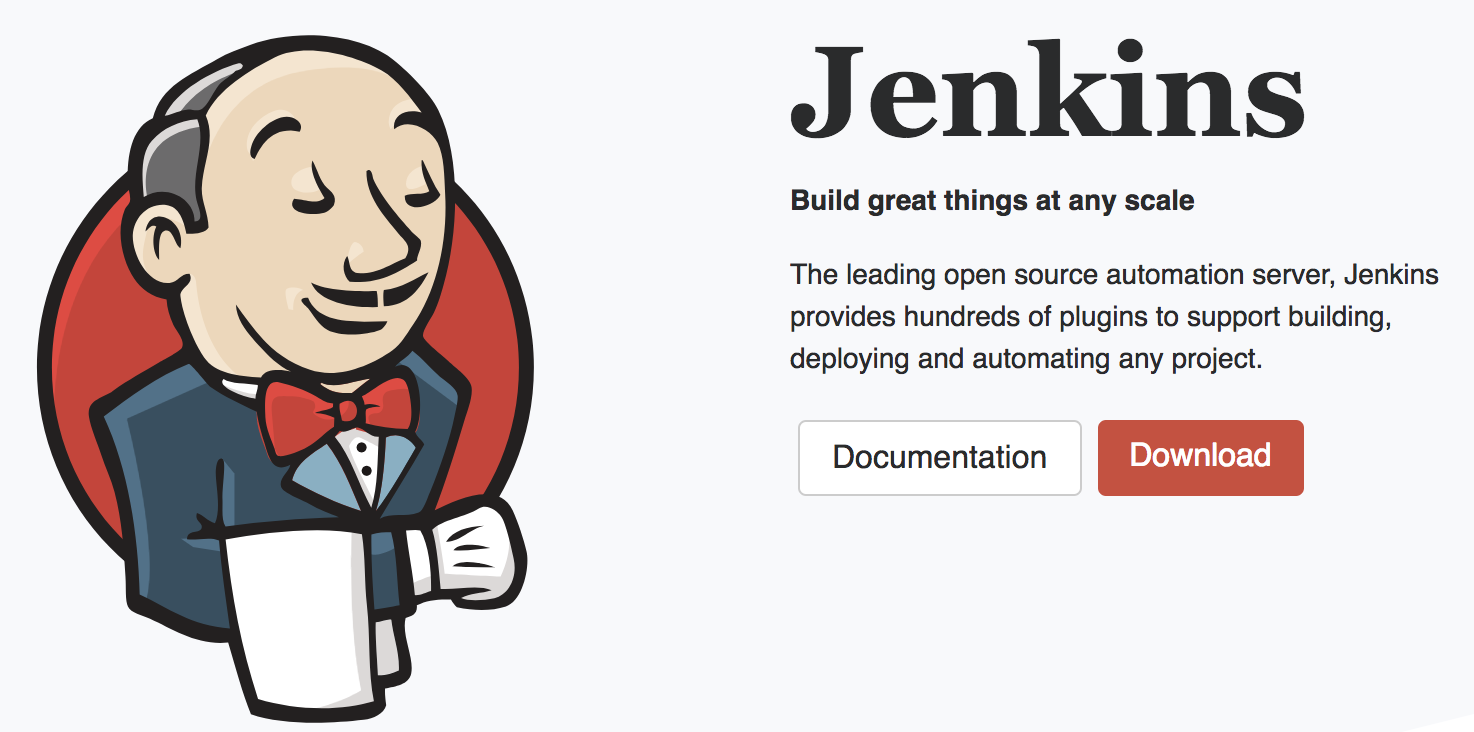 Jenkins
Build great things at any scale
The leading open source automation server, Jenkins
provides hundreds of plugins to support building,
deploying and automating any project.
Documentation
Download